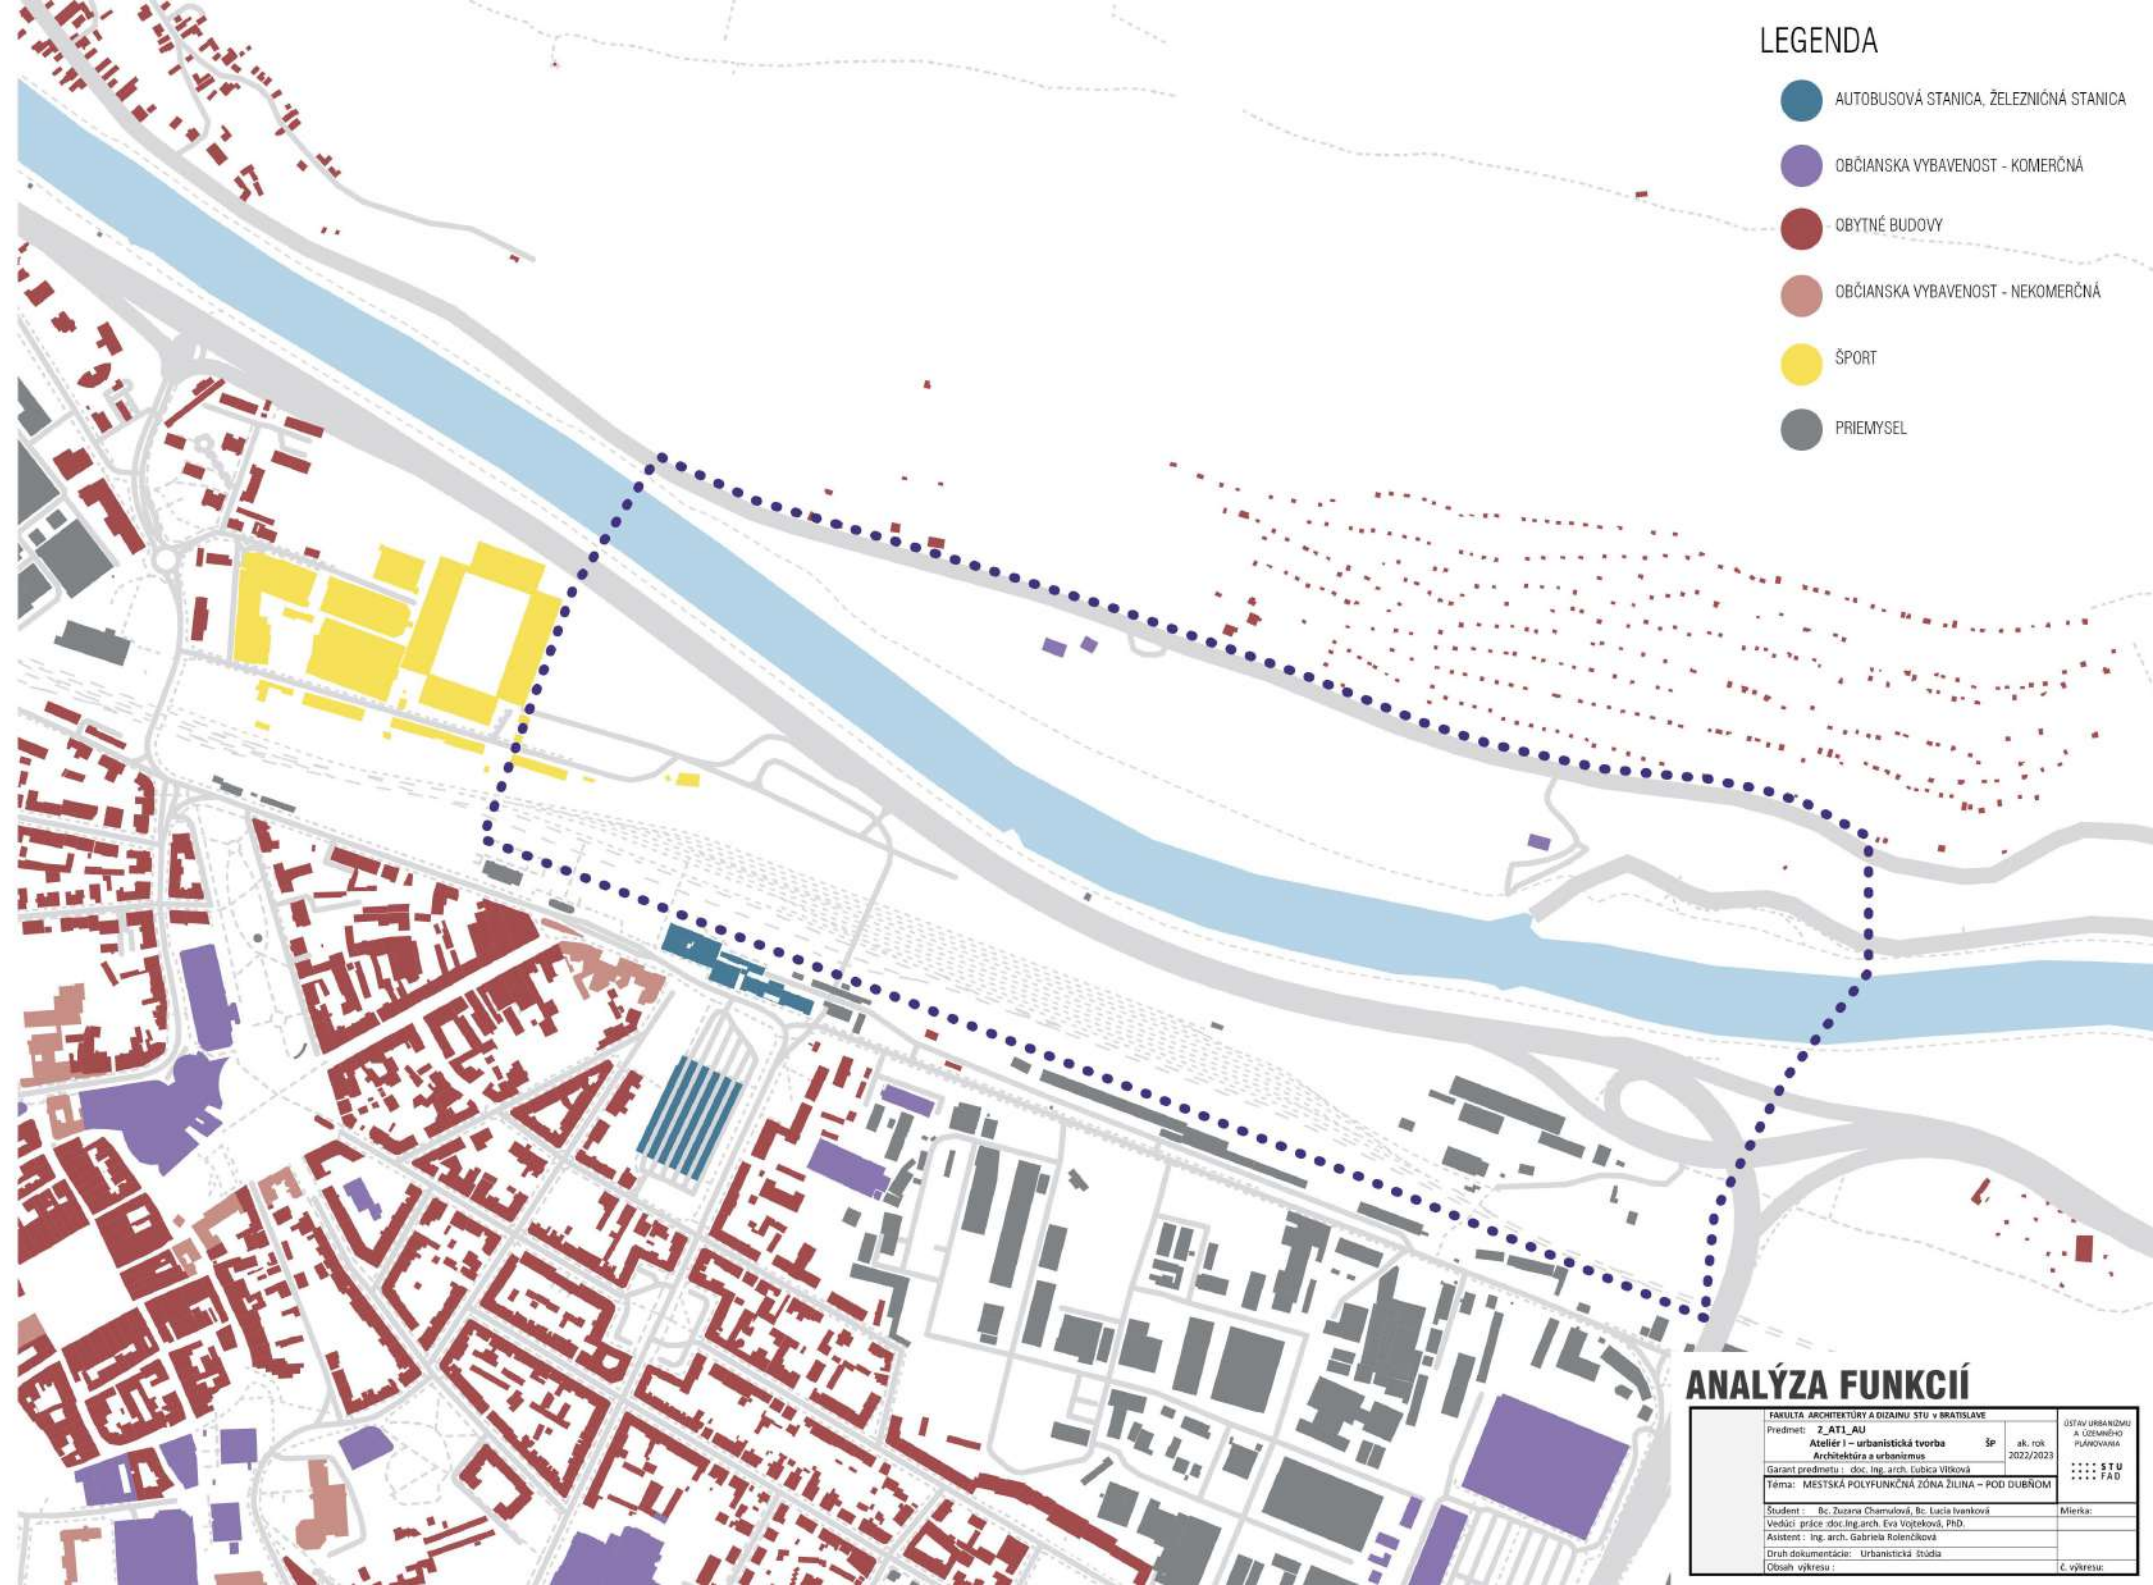 LEGENDA
AUTOBUSOVÁ STANICA, ŽELEZNIČNÁ STANICA
OBČIANSKA VYBAVENOST - KOMERČNÁ
OBYTNÉ BUDOVY
OBČIANSKA VYBAVENOST - NEKOMERČNÁ
ŠPORT
PRIEMYSEL
ANALÝZA FUNKCIÍ
FAKULTA ARCHITEKTÚRY A DIZAJNU STU v BRATISLAVE
Predmet: Z_AT1_AU
Ateliér I – urbanistická tvorba ŠP
Architektúra a urbanizmus
ak. rok
2022/2023
ÚSTAV URBANIZMU
A ÚZEMNÉHO
PLÁNOVANIA
STU
FAD
Garant predmetu : doc. Ing. arch. Ľubica Vitková
Téma: MESTSKÁ POLYFUNKČNÁ ZÓNA ŽILINA – POD DUBŇOM
Študent : Bc. Zuzana Chamulová, Bc. Lucia Ivanková
Mierka:
Vedúci práce :doc.Ing.arch. Eva Vojteková, PhD.
Asistent : Ing. arch. Gabriela Rolenčíková
Druh dokumentácie: Urbanistická štúdia
Obsah výkresu :
č. výkresu: